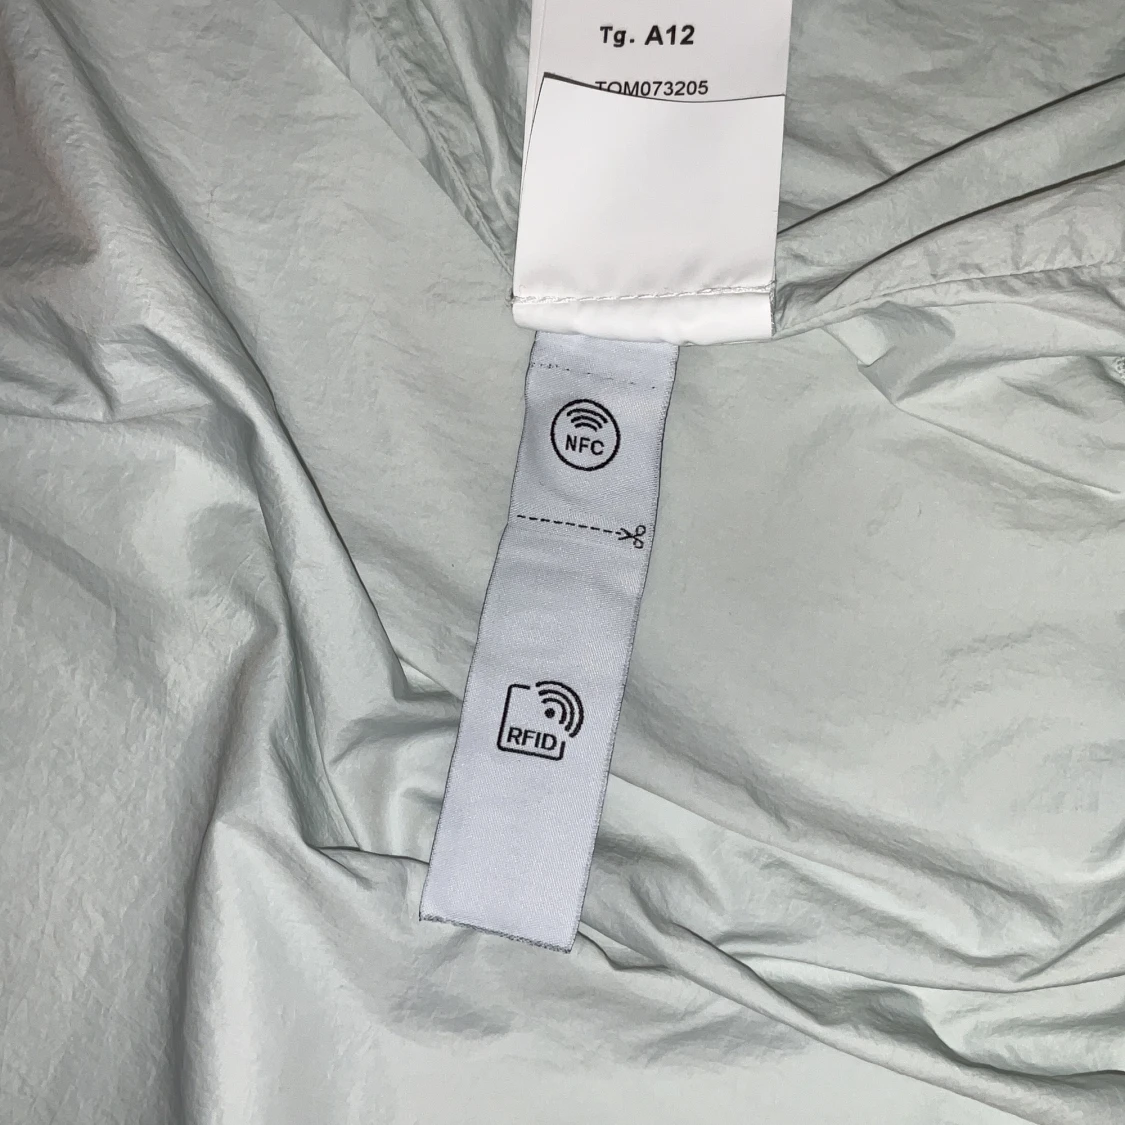 Tg. A12
TOM073205
NFC
RFID